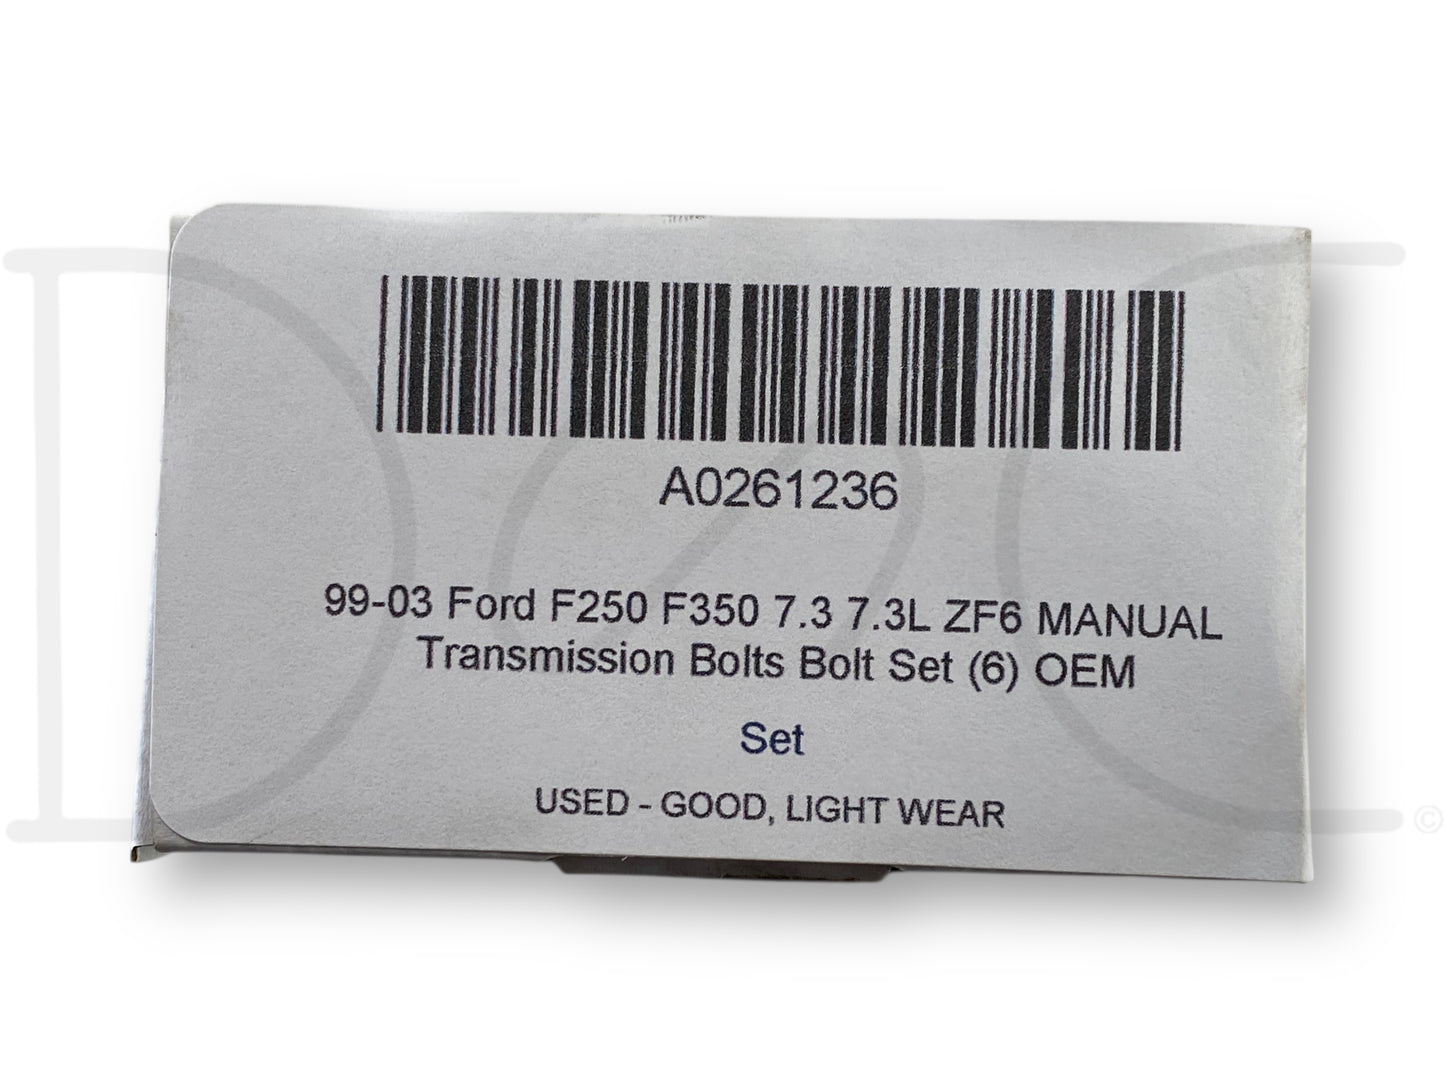 A0261236
99-03 Ford F250 F350 7.3 7.3L ZF6 MANUAL
Transmission Bolts Bolt Set (6) OEM
Set
USED - GOOD, LIGHT WEAR
©